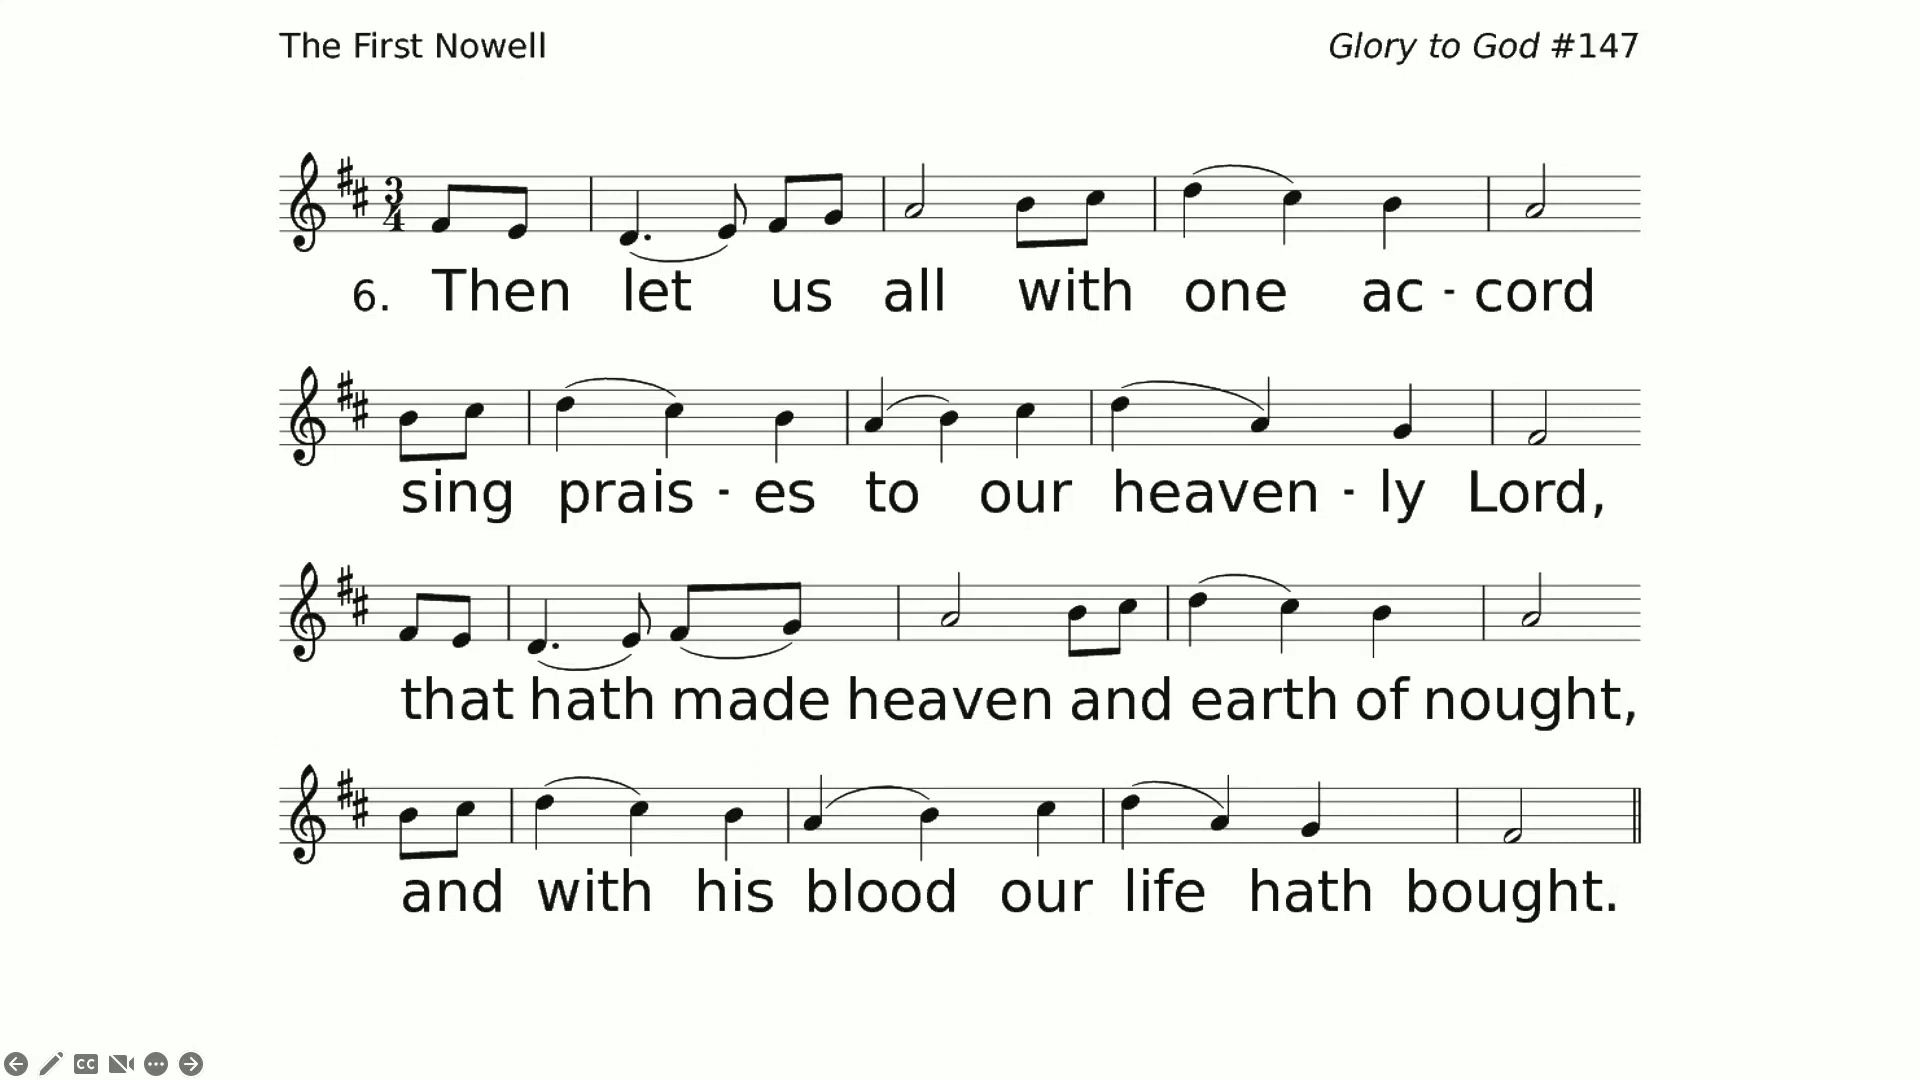 The First Nowell
Glory to God #147
6. Then let us all with one ac - cord
sing prais - es to our heaven - ly Lord,
that hath made heaven and earth of nought,
and with his blood our life hath bought.
CC